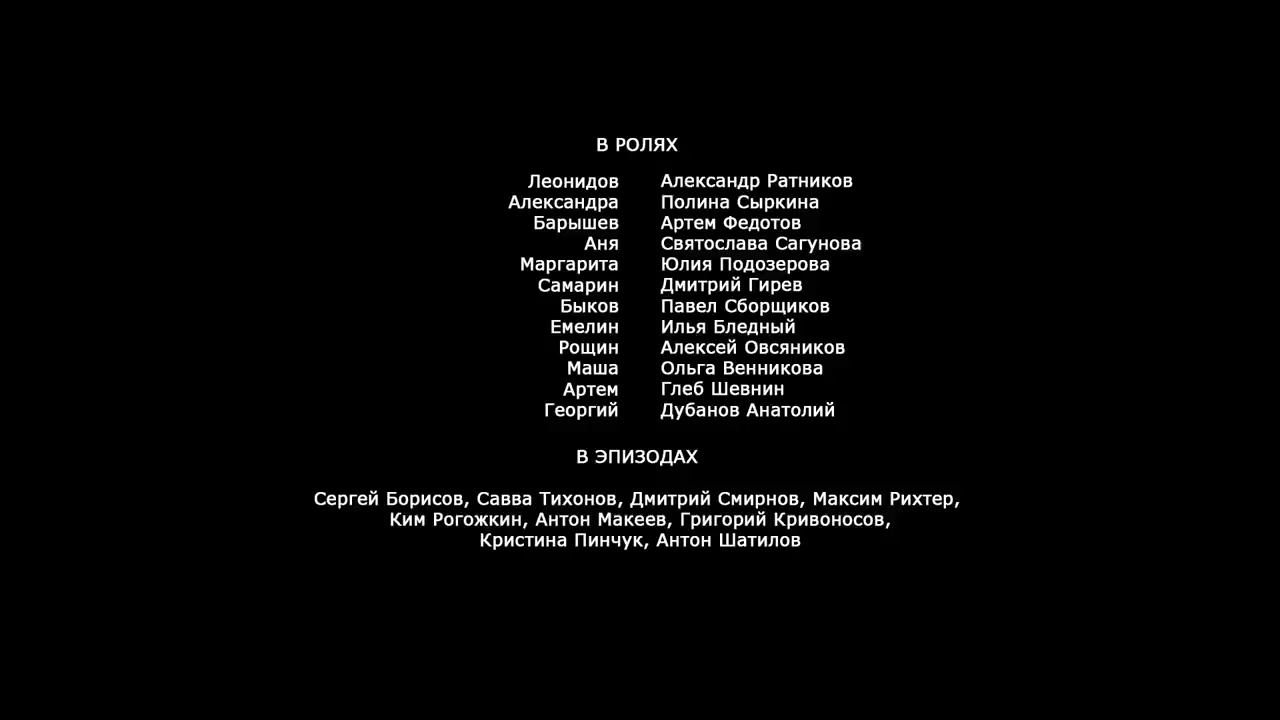 В РОЛЯХ
Леонидов Александр Ратников
Александра Полина Сыркина
Барышев Артем Федотов
Аня Святослава Сагунова
Маргарита Юлия Подозерова
Самарин Дмитрий Гирев
Быков Павел Сборщиков
Емелин Илья Бледный
Рощин Алексей Овсяников
Маша Ольга Венникова
Артем Глеб Шевнин
Георгий Дубанов Анатолий
В ЭПИЗОДАХ
Сергей Борисов, Савва Тихонов, Дмитрий Смирнов, Максим Рихтер,
Ким Рогожкин, Антон Макеев, Григорий Кривоносов,
Кристина Пинчук, Антон Шатилов